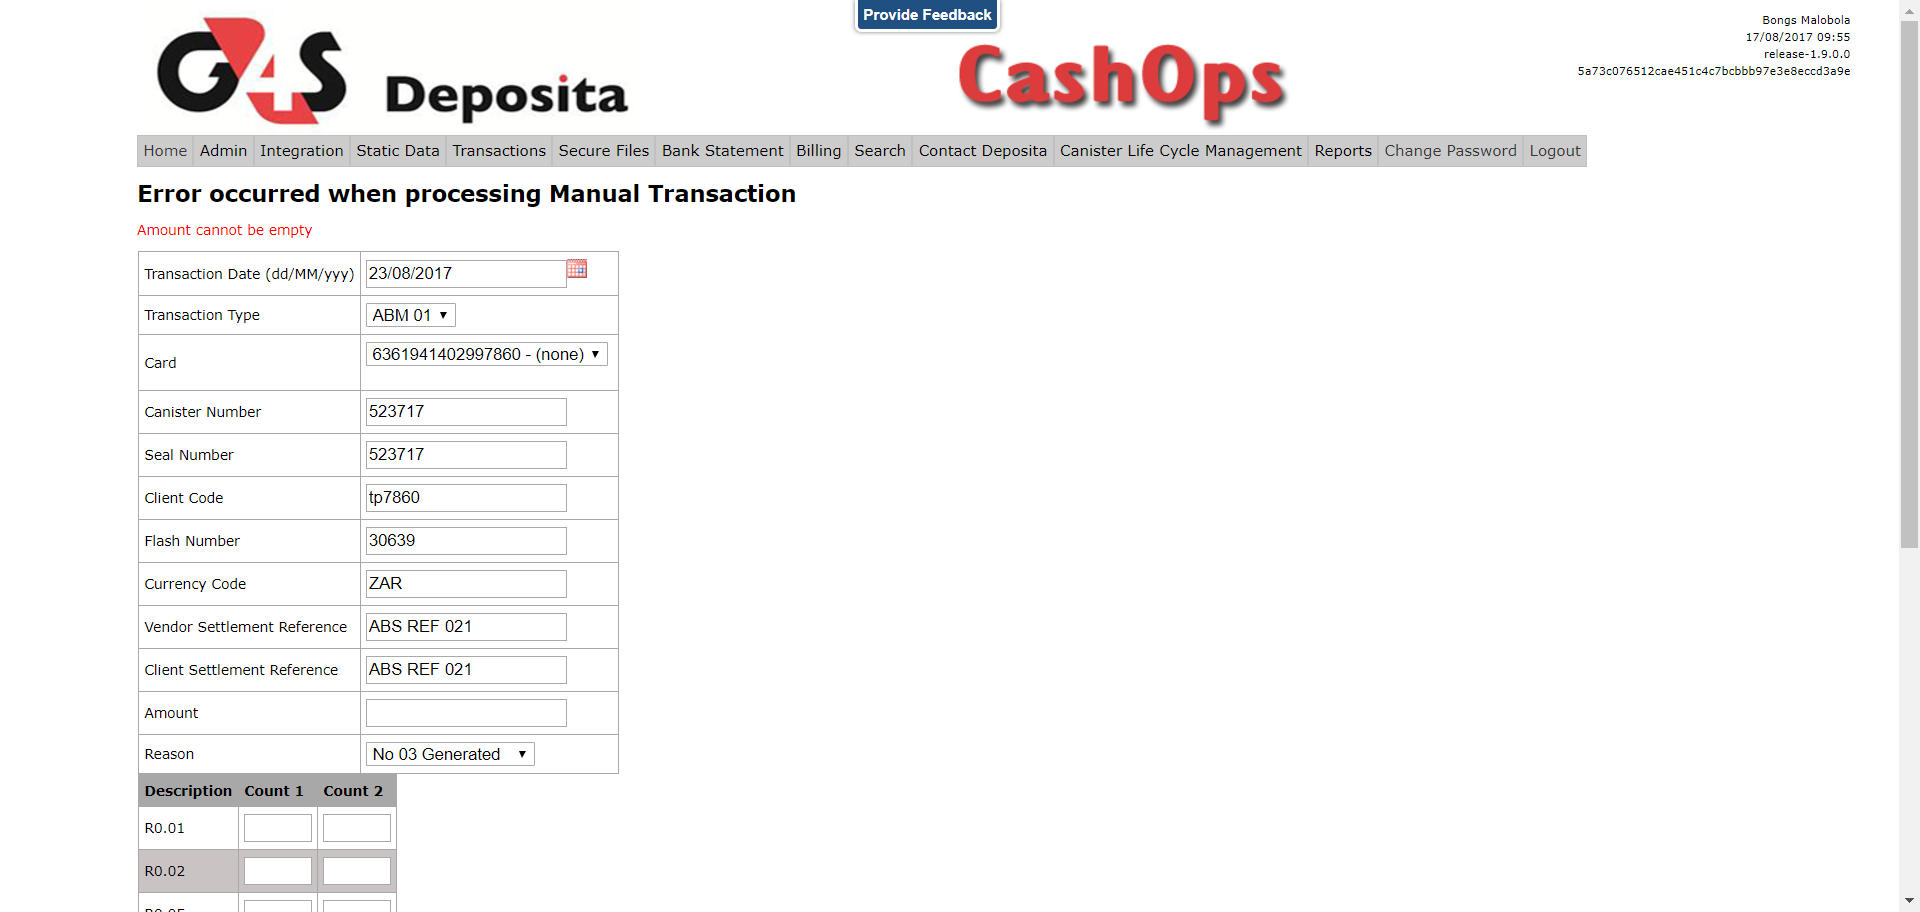 Provide Feedback
G4S Deposita
CashOps
Bongs Malobola
17/08/2017 09:55
release-1.9.0.0
5a73c076512cae451c4c7bcbbb97e3e8eccd3a9e
Home Admin Integration Static Data Transactions Secure Files Bank Statement Billing Search Contact Deposita Canister Life Cycle Management Reports Change Password Logout
Error occurred when processing Manual Transaction
Amount cannot be empty
Transaction Date (dd/MM/yyy) 23/08/2017
Transaction Type ABM 01
Card 6361941402997860 - (none)
Canister Number 523717
Seal Number 523717
Client Code tp7860
Flash Number 30639
Currency Code ZAR
Vendor Settlement Reference ABS REF 021
Client Settlement Reference ABS REF 021
Amount
Reason No 03 Generated
Description Count 1 Count 2
R0.01
R0.02